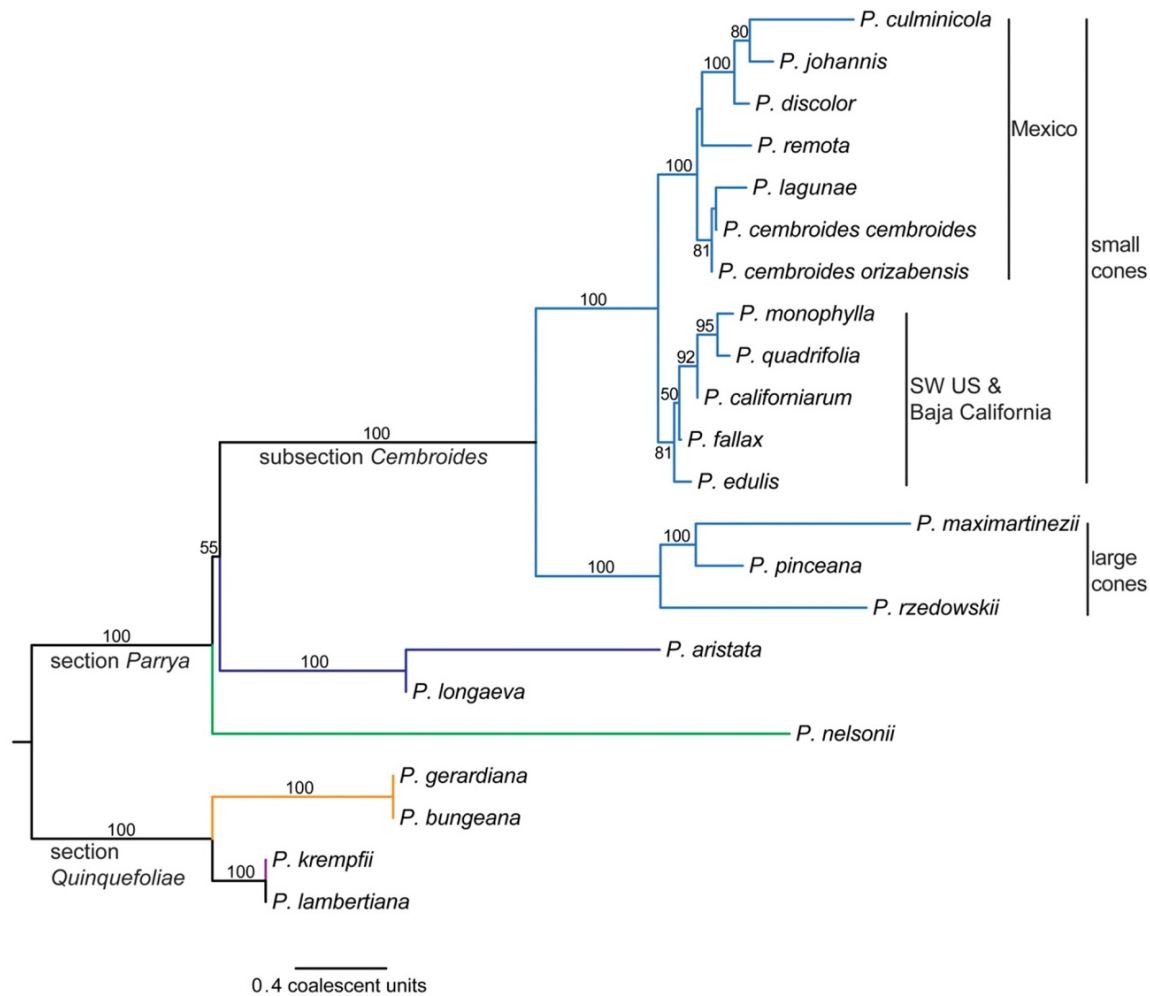 P. culminicola
80
P. johannis
100
P. discolor
Mexico
P. remota
100
P. lagunae
P. cembroides cembroides
81
P. cembroides orizabensis
small
cones
100
P. monophylla
95
P. quadrifolia
92
SW US &
Baja California
50
P. californiarum
P. fallax
81
P. edulis
100
subsection Cembroides
P. maximartinezii
100
P. pinceana
large
cones
100
P. rzedowskii
55
100
section Parrya
P. aristata
100
P. longaeva
P. nelsonii
P. gerardiana
100
P. bungeana
100
section
Quinquefoliae
P. krempfii
100
P. lambertiana
0.4 coalescent units